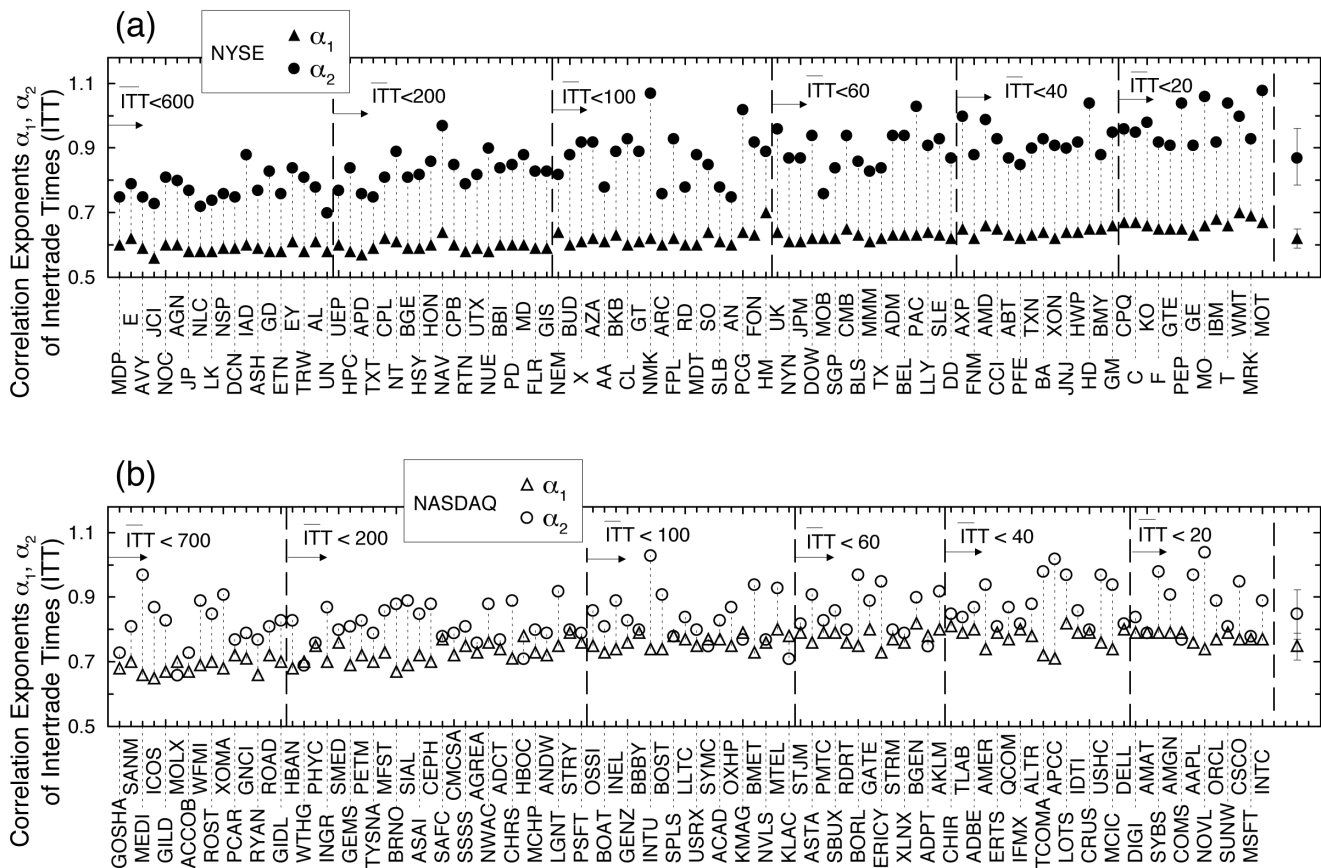 (a)
NYSE
α1
α2
Correlation Exponents α1, α2
of Intertrade Times (ITT)
1.1
0.9
0.7
0.5
ITT<600
ITT<200
ITT<100
ITT<60
ITT<40
ITT<20
E JCI AGN NLC NSP IAD GD EY AL UEP APD CPL BGE HON CPB UTX BBI MD GIS BUD AZA BKB GT ARC RD SO AN FON UK JPM MOB CMB MMM ADM PAC SLE AXP AMD ABT TXN XON HWP BMY CPQ KO GTE GE IBM WMT MOT
MDP AVY NOC JP LK DCN ASH ETN TRW UN HPC TXT NT HSY NAV RTN NUE PD FLR NEM X AA CL NMK FPL MDT SLB PCG HM NYN DOW SGP BLS TX BEL LLY DD FNM CCI PFE BA JNJ HD GM C F PEP MO T MRK
(b)
NASDAQ
α1
α2
Correlation Exponents α1, α2
of Intertrade Times (ITT)
1.1
0.9
0.7
0.5
ITT < 700
ITT < 200
ITT < 100
ITT < 60
ITT < 40
ITT < 20
SANM ICOS MOLX WFMI XOMA GNCI ROAD HBAN PHYC SMED PETM MFST SIAL CEPH CMCSA AGREA ADCT HBOC ANDW STRY OSSI INEL BBBY BOST LLTC SYMC OXHP BMET MTEL STJM PMTC RDRT GATE STRM BGEN AKLM TLAB AMER QCOM ALTR APCC IDTI USHC DELL AMAT AMGN AAPL ORCL CSCO INTC
GOSHA MEDI GILD ACCOB ROST PCAR RYAN GIDL WTHG INGR GEMS TYSNA BRNO ASAI SAFC SSSS NWAC CHRS MCHP LGNT PSFT BOAT GENZ INTU SPLS USRX ACAD KMAG NVLS KLAC ASTA SBUX BORL ERICY XLNX ADPT CHIR ADBE ERTS IFMX TCOMA LOTS CRUS MCIC DIGI SYBS COMS NOVL SUNW MSFT